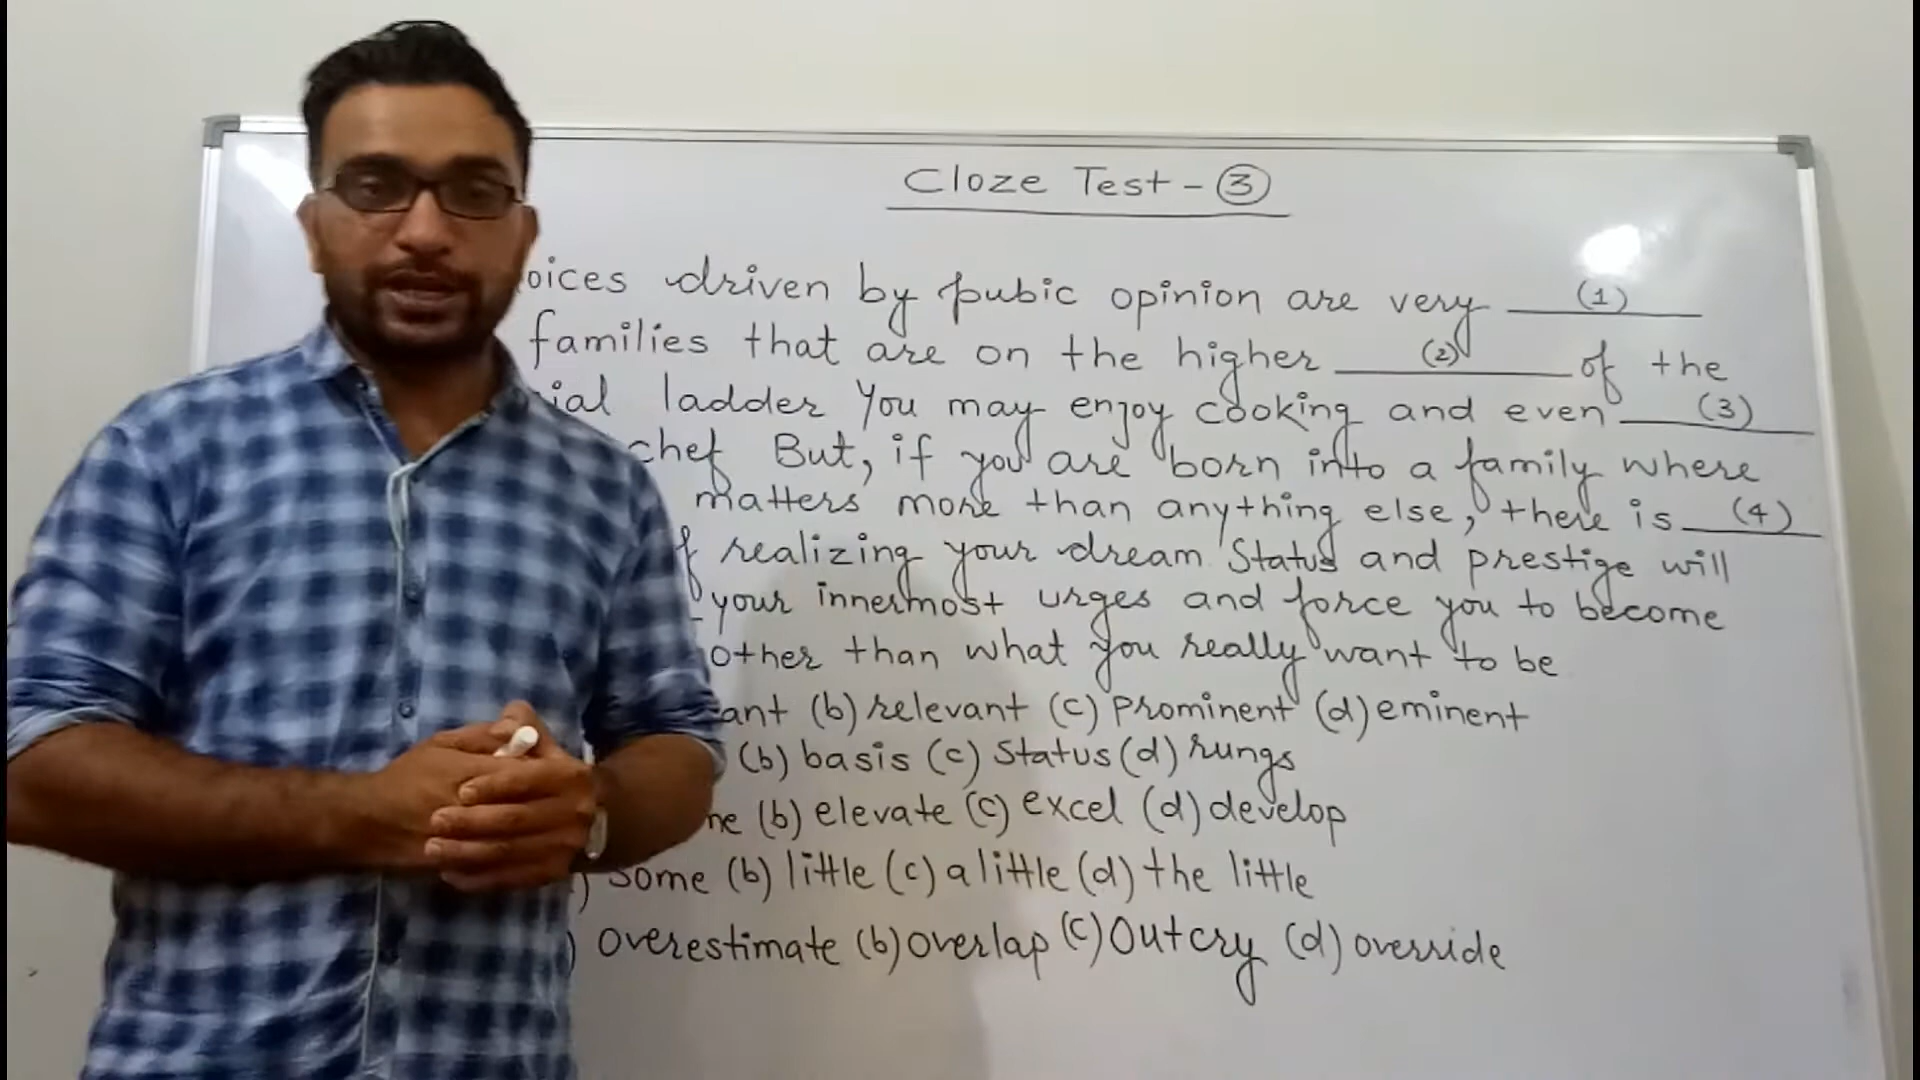 Cloze Test - ③
oices driven by pubic opinion are very (1)
families that are on the higher (2) of the
ial ladder You may enjoy cooking and even (3)
chef But, if you are born into a family where
matters more than anything else, there is (4)
f realizing your dream. Status and prestige will
your innermost urges and force you to become
other than what you really want to be
ant (b) relevant (c) prominent (d) eminent
(b) basis (c) status (d) rungs
me (b) elevate (c) excel (d) develop
) some (b) little (c) a little (d) the little
) overestimate (b) overlap (c) outcry (d) override